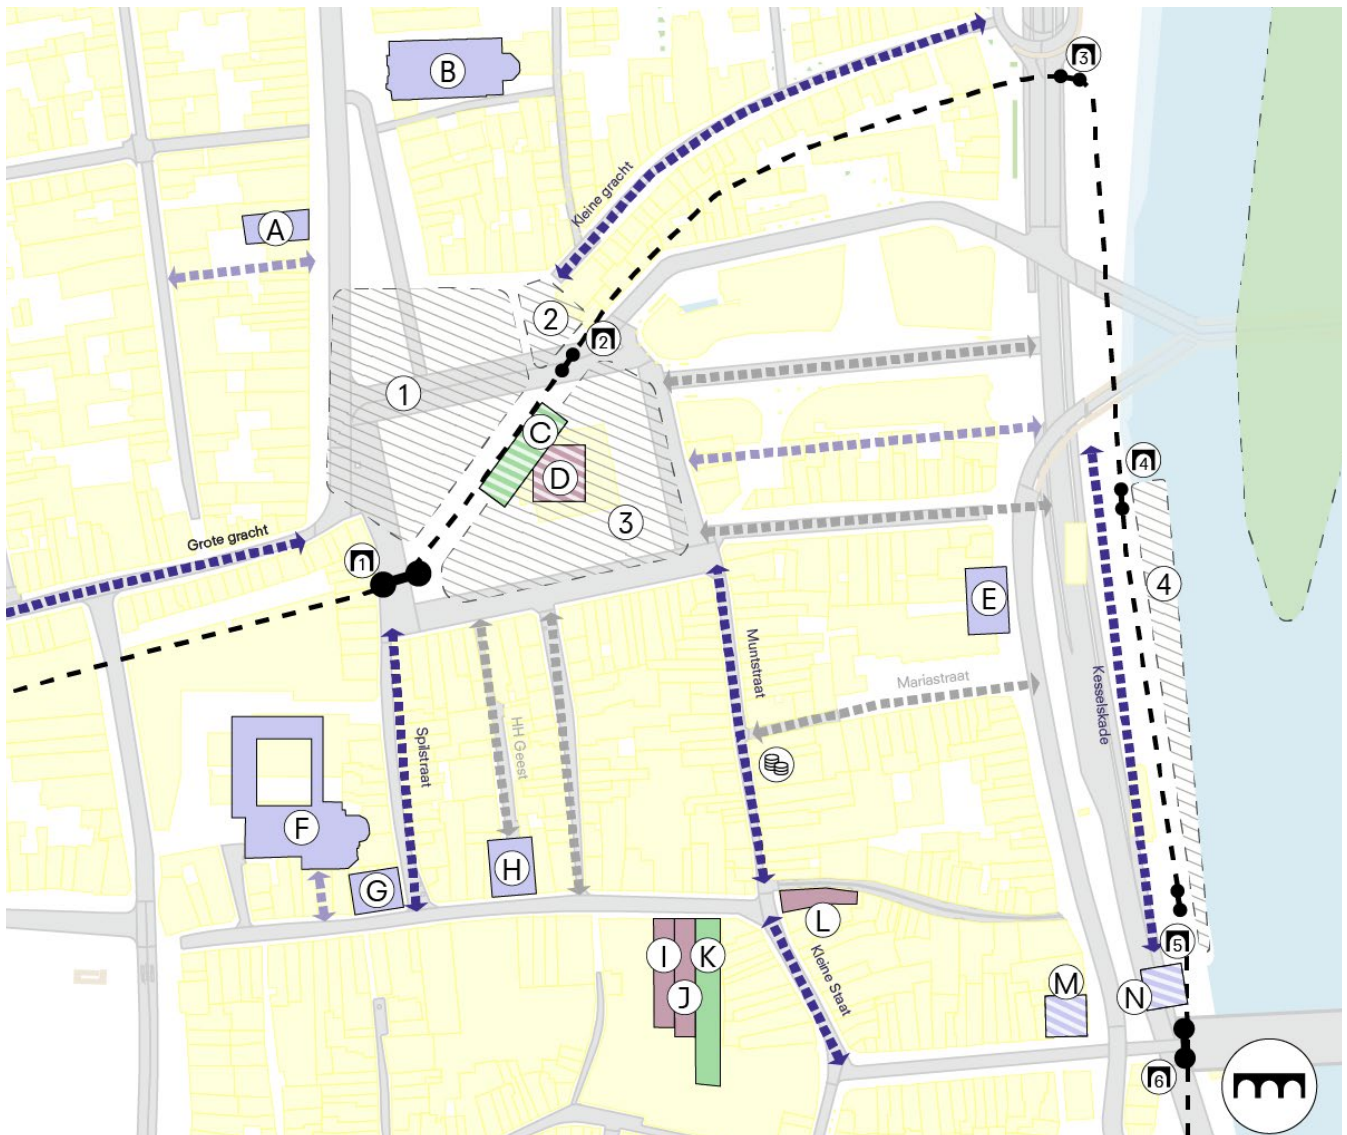 3
B
Kleine gracht
A
2
2
1
C
4
D
3
Grote gracht
1
4
E
Muntstraat
Mariastraat
Kesselskade
HH Geest
Spilstraat
F
H
G
L
I
K
5
Kleine Staat
M
J
N
6